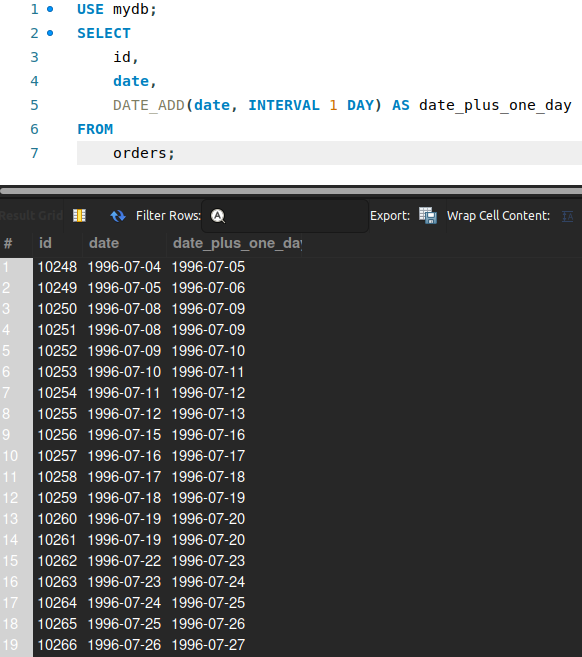 1 USE mydb;
2 SELECT
3 id,
4 date,
5 DATE_ADD(date, INTERVAL 1 DAY) AS date_plus_one_day
6 FROM
7 orders;
Result Grid Filter Rows: Export: Wrap Cell Content: IA
# id date date_plus_one_day
1 10248 1996-07-04 1996-07-05
2 10249 1996-07-05 1996-07-06
3 10250 1996-07-08 1996-07-09
4 10251 1996-07-08 1996-07-09
5 10252 1996-07-09 1996-07-10
6 10253 1996-07-10 1996-07-11
7 10254 1996-07-11 1996-07-12
8 10255 1996-07-12 1996-07-13
9 10256 1996-07-15 1996-07-16
10 10257 1996-07-16 1996-07-17
11 10258 1996-07-17 1996-07-18
12 10259 1996-07-18 1996-07-19
13 10260 1996-07-19 1996-07-20
14 10261 1996-07-19 1996-07-20
15 10262 1996-07-22 1996-07-23
16 10263 1996-07-23 1996-07-24
17 10264 1996-07-24 1996-07-25
18 10265 1996-07-25 1996-07-26
19 10266 1996-07-26 1996-07-27